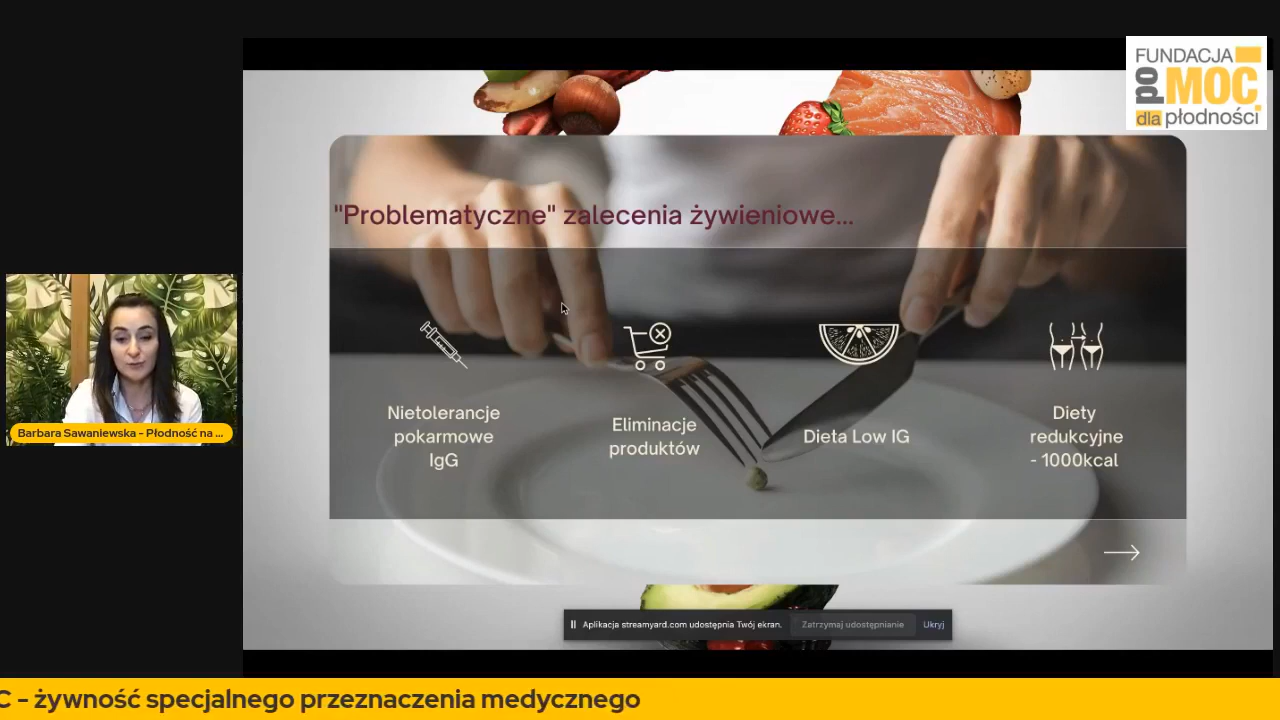 FUNDACJA
po
MOC
dla płodności
"Problematyczne" zalecenia żywieniowe...
Nietolerancje
pokarmowe
IgG
Eliminacje
produktów
Dieta Low IG
Diety
redukcyjne
- 1000kcal
Barbara Sawaniewska - Płodność na ...
Aplikacja streamyard.com udostępnia Twój ekran.
Zatrzymaj udostępnianie
Ukryj
C - żywność specjalnego przeznaczenia medycznego